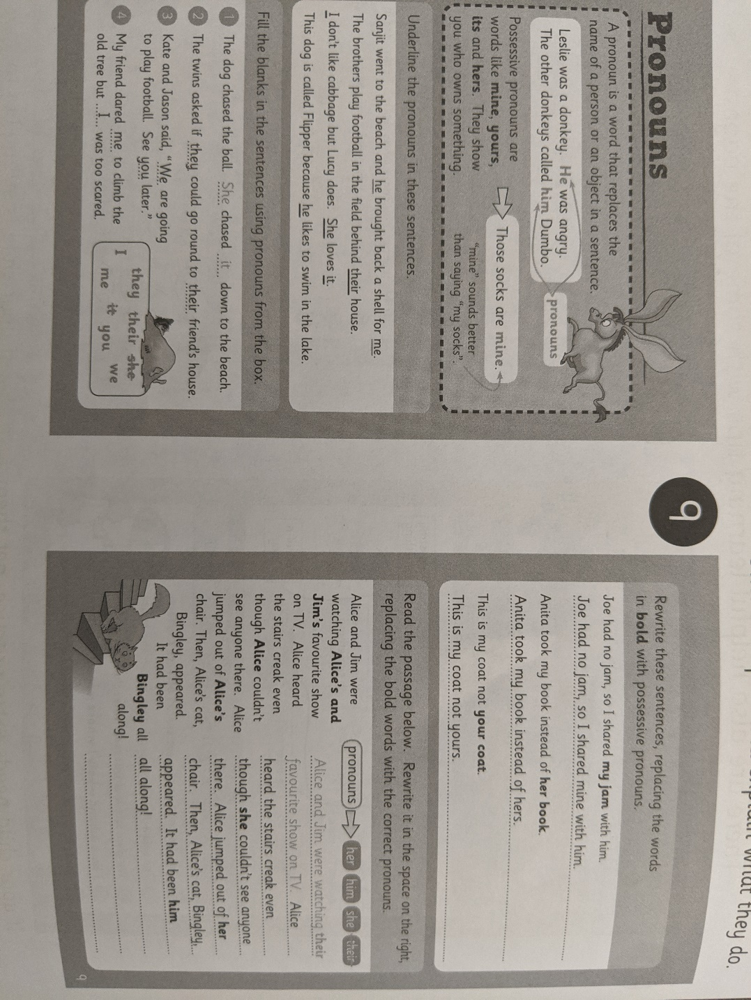 Pronouns
A pronoun is a word that replaces the
name of a person or an object in a sentence.
Leslie was a donkey. He was angry.
The other donkeys called him Dumbo.
pronouns
Possessive pronouns are
words like mine, yours,
its and hers. They show
you who owns something.
Those socks are mine.
"mine" sounds better
than saying "my socks".
Underline the pronouns in these sentences.
Sanjit went to the beach and he brought back a shell for me.
The brothers play football in the field behind their house.
I don't like cabbage but Lucy does. She loves it.
This dog is called Flipper because he likes to swim in the lake.
Fill the blanks in the sentences using pronouns from the box.
1 The dog chased the ball. She chased it down to the beach.
2 The twins asked if they could go round to their friend's house.
3 Kate and Jason said, "We are going
to play football. See you later."
4 My friend dared me to climb the
old tree but I was too scared.
they their she
I we
me it you
9
Rewrite these sentences, replacing the words
in bold with possessive pronouns.
Joe had no jam, so I shared my jam with him.
Joe had no jam, so I shared mine with him.
Anita took my book instead of her book.
Anita took my book instead of hers.
This is my coat not your coat.
This is my coat not yours.
Read the passage below. Rewrite it in the space on the right,
replacing the bold words with the correct pronouns.
pronouns her him she their
Alice and Jim were
watching Alice's and
Jim's favourite show
on TV. Alice heard
the stairs creak even
though Alice couldn't
see anyone there. Alice
jumped out of Alice's
chair. Then, Alice's cat,
Bingley, appeared.
It had been
Bingley all
along!
Alice and Jim were watching their
favourite show on TV. Alice
heard the stairs creak even
though she couldn't see anyone
there. Alice jumped out of her
chair. Then, Alice's cat, Bingley,
appeared. It had been him
all along!
9
what they do.